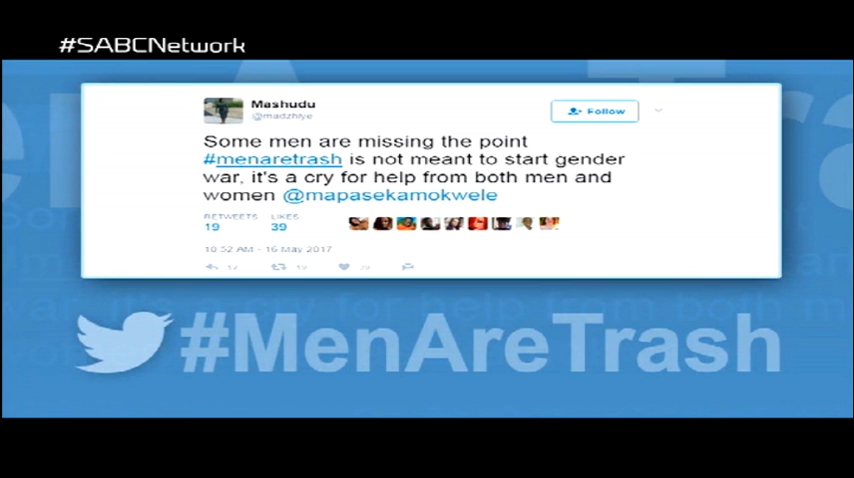 #SABCNetwork
Mashudu
@madzhiye
Follow
Some men are missing the point
#menaretrash is not meant to start gender
war, it's a cry for help from both men and
women @mapasekamokwele
RETWEETS LIKES
19 39
10:52 AM - 16 May 2017
#MenAreTrash